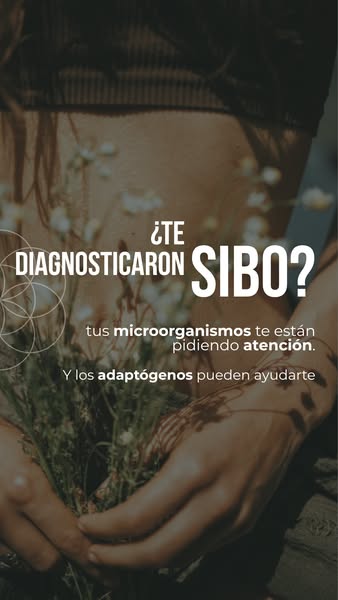 ¿TE
DIAGNOSTICARON SIBO?
tus microorganismos te están
pidiendo atención.
Y los adaptógenos pueden ayudarte